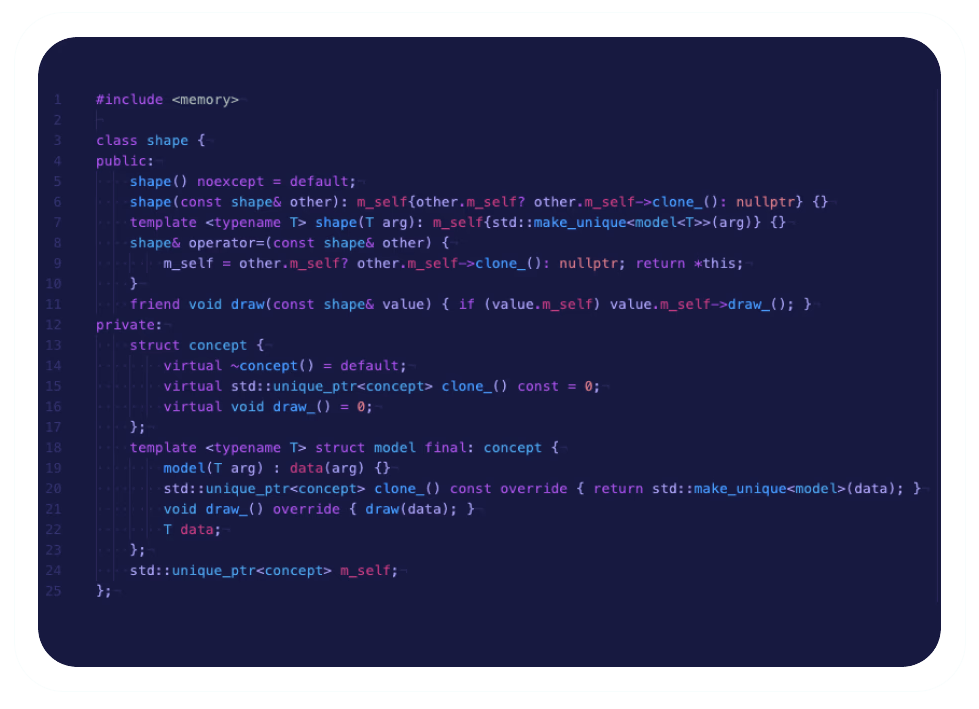 1 #include <memory>
2
3 class shape {
4 public:
5 shape() noexcept = default;
6 shape(const shape& other): m_self{other.m_self? other.m_self->clone_(): nullptr} {}
7 template <typename T> shape(T arg): m_self{std::make_unique<model<T>>(arg)} {}
8 shape& operator=(const shape& other) {
9 m_self = other.m_self? other.m_self->clone_(): nullptr; return *this;
10 }
11 friend void draw(const shape& value) { if (value.m_self) value.m_self->draw_(); }
12 private:
13 struct concept {
14 virtual ~concept() = default;
15 virtual std::unique_ptr<concept> clone_() const = 0;
16 virtual void draw_() = 0;
17 };
18 template <typename T> struct model final: concept {
19 model(T arg) : data(arg) {}
20 std::unique_ptr<concept> clone_() const override { return std::make_unique<model>(data); }
21 void draw_() override { draw(data); }
22 T data;
23 };
24 std::unique_ptr<concept> m_self;
25 };